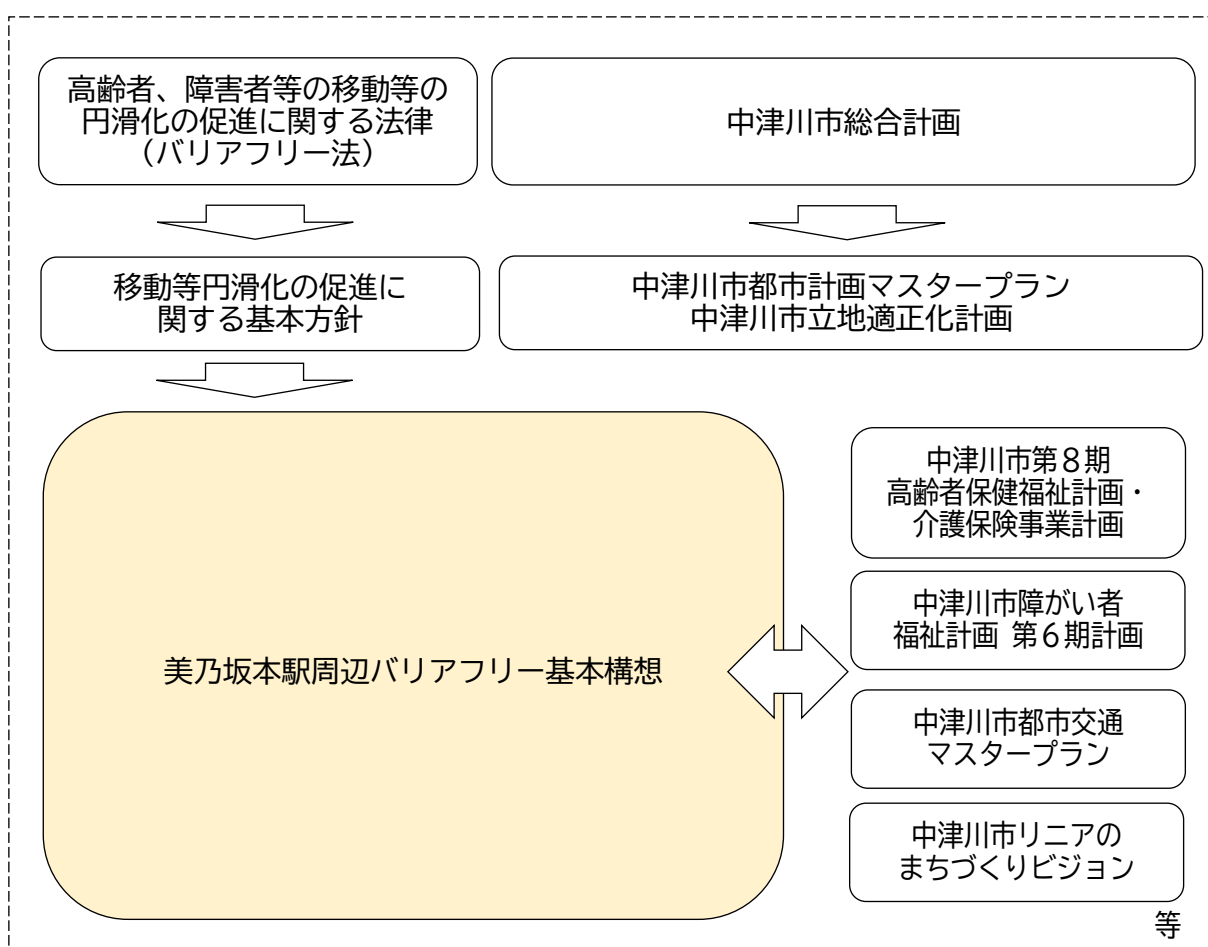 高齢者、障害者等の移動等の
円滑化の促進に関する法律
（バリアフリー法）
中津川市総合計画
移動等円滑化の促進に
関する基本方針
中津川市都市計画マスタープラン
中津川市立地適正化計画
美乃坂本駅周辺バリアフリー基本構想
中津川市第８期
高齢者保健福祉計画・
介護保険事業計画
中津川市障がい者
福祉計画 第６期計画
中津川市都市交通
マスタープラン
中津川市リニアの
まちづくりビジョン
等